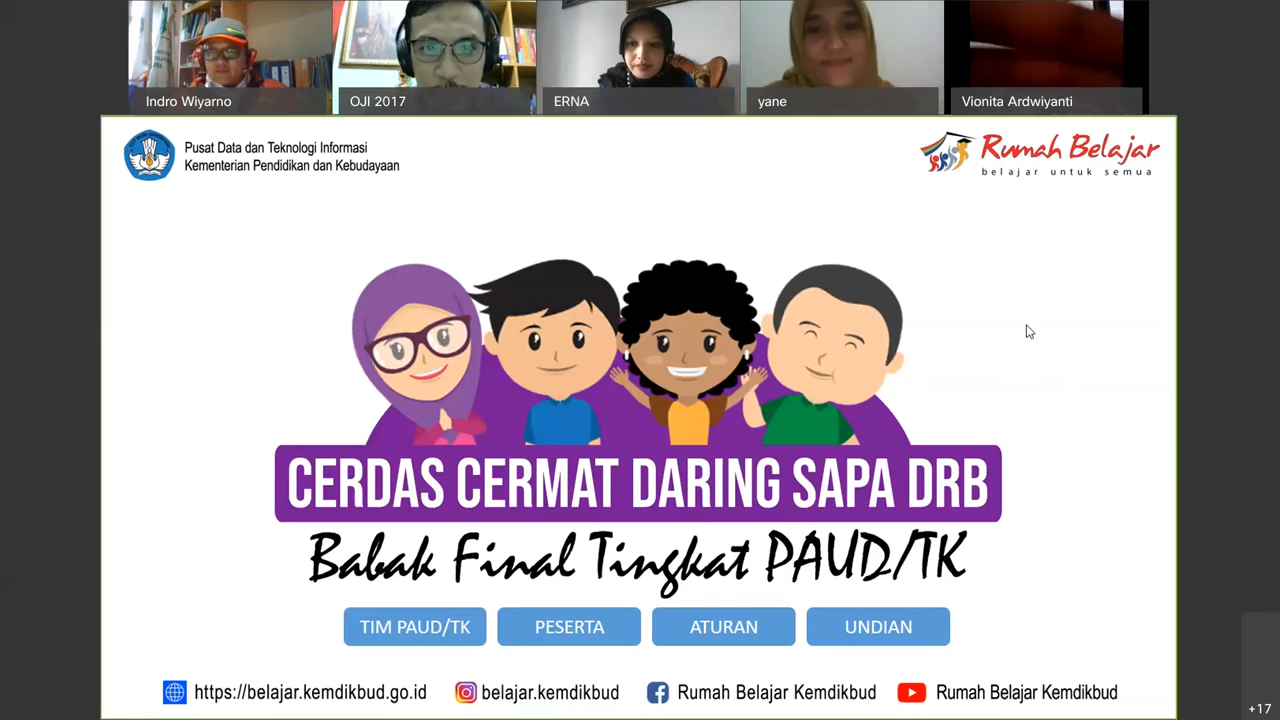 Indro Wiyarno
OJI 2017
ERNA
yane
Vionita Ardwiyanti
Pusat Data dan Teknologi Informasi
Kementerian Pendidikan dan Kebudayaan
Rumah Belajar
belajar untuk semua
CERDAS CERMAT DARING SAPA DRB
Babak Final Tingkat PAUD/TK
TIM PAUD/TK
PESERTA
ATURAN
UNDIAN
https://belajar.kemdikbud.go.id
belajar.kemdikbud
Rumah Belajar Kemdikbud
Rumah Belajar Kemdikbud
+17